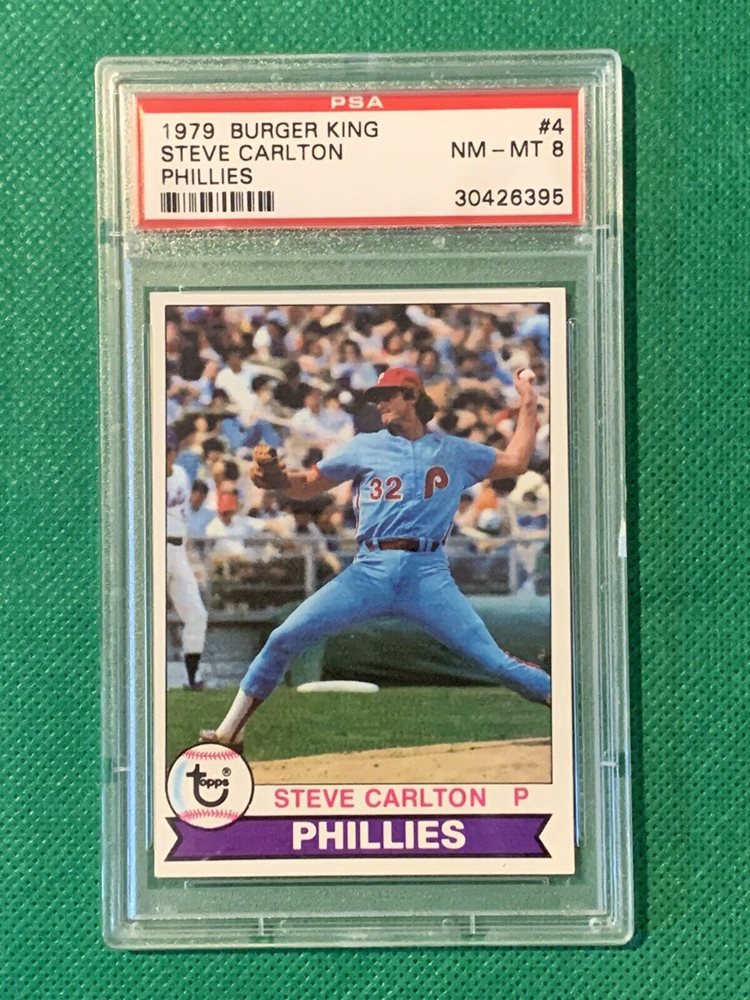 PSA
1979 BURGER KING #4
STEVE CARLTON NM - MT 8
PHILLIES
30426395
32 P
topps®
STEVE CARLTON P
PHILLIES